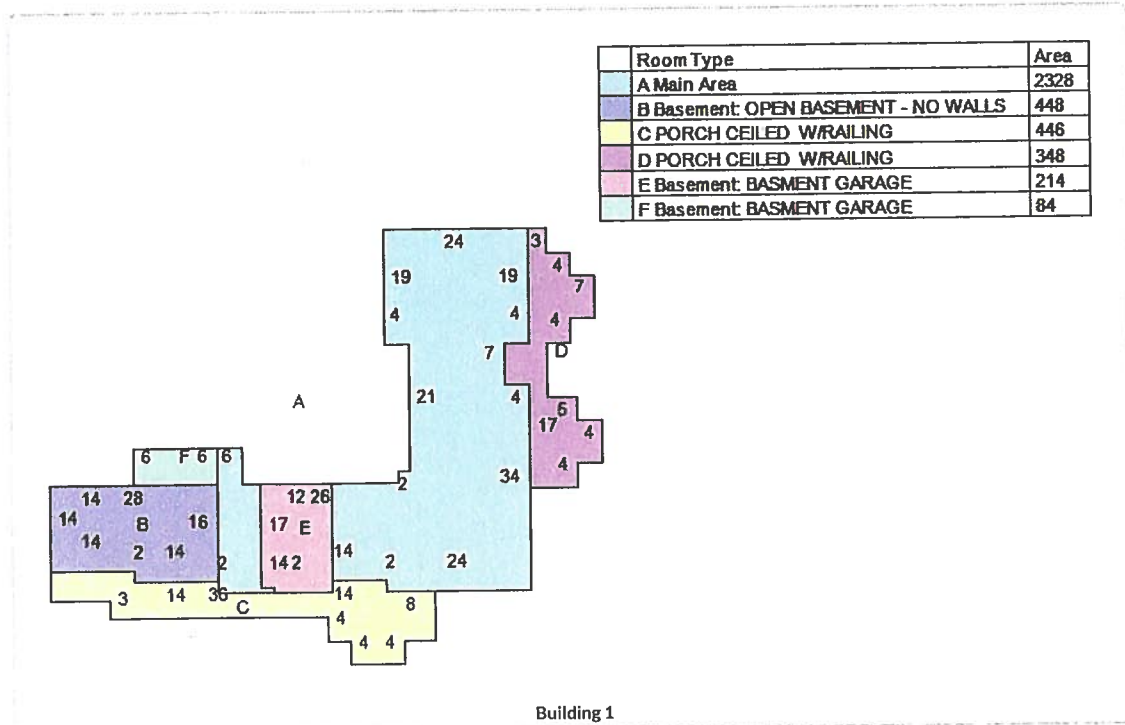 Room Type Area
A Main Area 2328
B Basement: OPEN BASEMENT - NO WALLS 448
C PORCH CEILED W/RAILING 446
D PORCH CEILED W/RAILING 348
E Basement: BASMENT GARAGE 214
F Basement: BASMENT GARAGE 84
24 3
4
19 19 7
4 4 4
7 D
A 21 4 5
17 4
6 F 6 6 4
2 34
14 28 12 26
14 B 16 17 E
14 2 14 2 14 2 14 2 24
3 14 36 C 14 8
4
4 4
Building 1